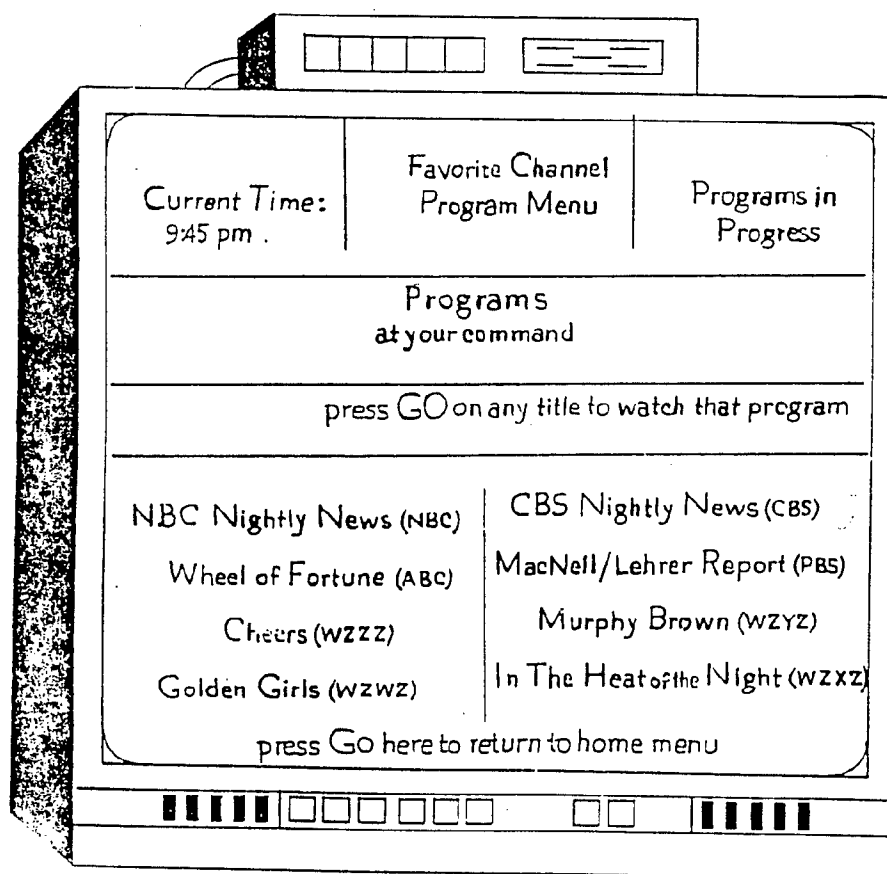 Current Time:
9:45 pm .
Favorite Channel
Program Menu
Programs in
Progress
Programs
at your command
press GO on any title to watch that program
NBC Nightly News (NBC)
Wheel of Fortune (ABC)
Cheers (WZZZ)
Golden Girls (WZWZ)
CBS Nightly News (CBS)
MacNell/Lehrer Report (PBS)
Murphy Brown (WZYZ)
In The Heat of the Night (WZXZ)
press Go here to return to home menu